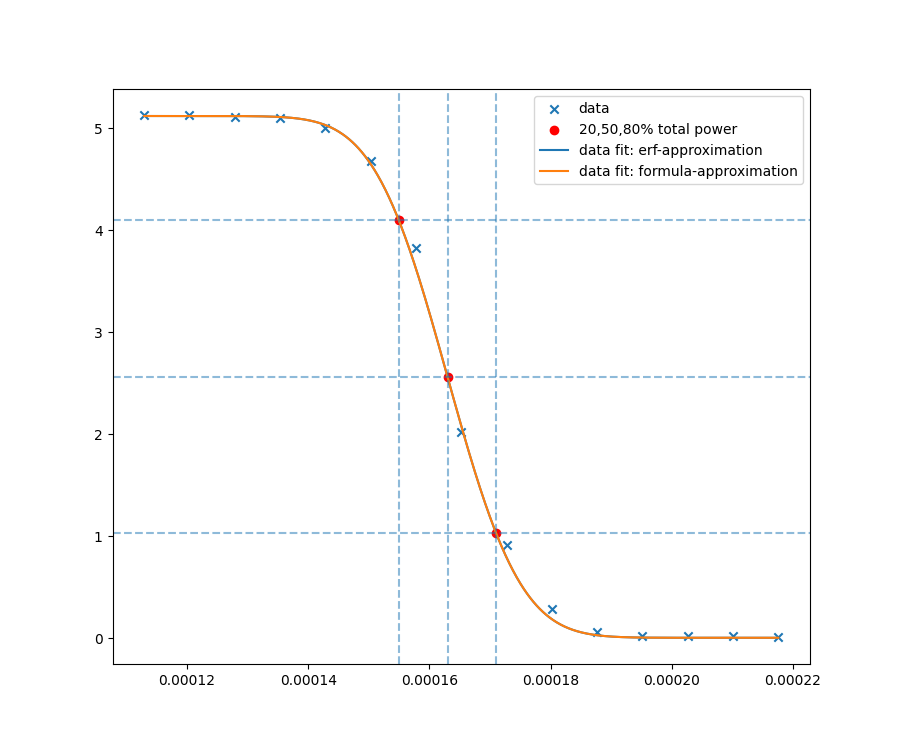 data
20,50,80% total power
data fit: erf-approximation
data fit: formula-approximation
5
4
3
2
1
0
0.00012 0.00014 0.00016 0.00018 0.00020 0.00022